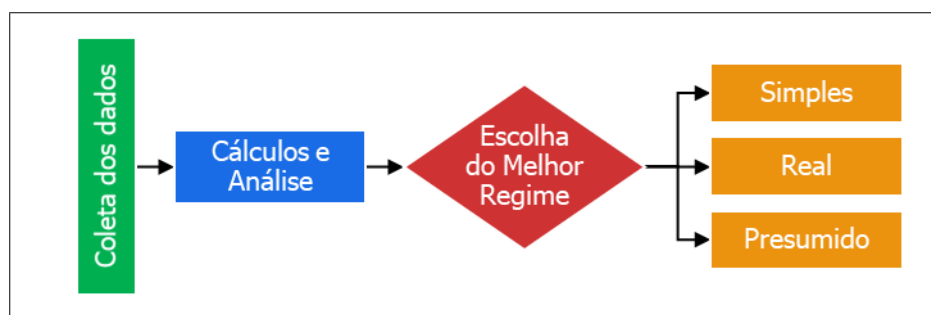 Coleta dos dados
Cálculos e
Análise
Escolha
do Melhor
Regime
Simples
Real
Presumido